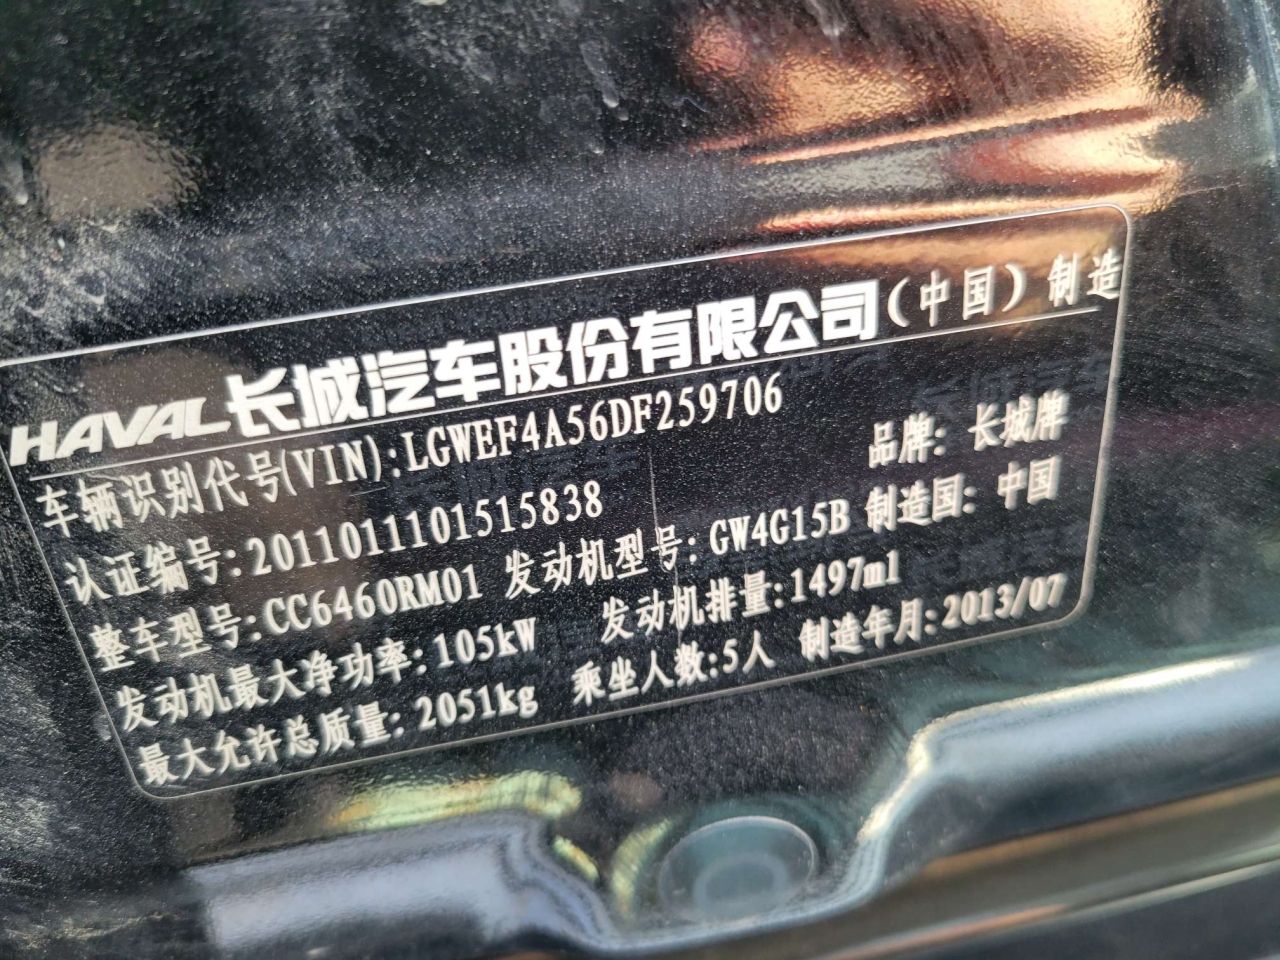 HAVAL 长城汽车股份有限公司(中国)制造
车辆识别代号(VIN):LGWEF4A56DF259706
认证编号:2011011101515838 品牌:长城牌
整车型号:CC6460RM01 发动机型号:GW4G15B 制造国:中国
发动机最大净功率:105kW 发动机排量:1497ml
最大允许总质量:2051kg 乘坐人数:5人 制造年月:2013/07